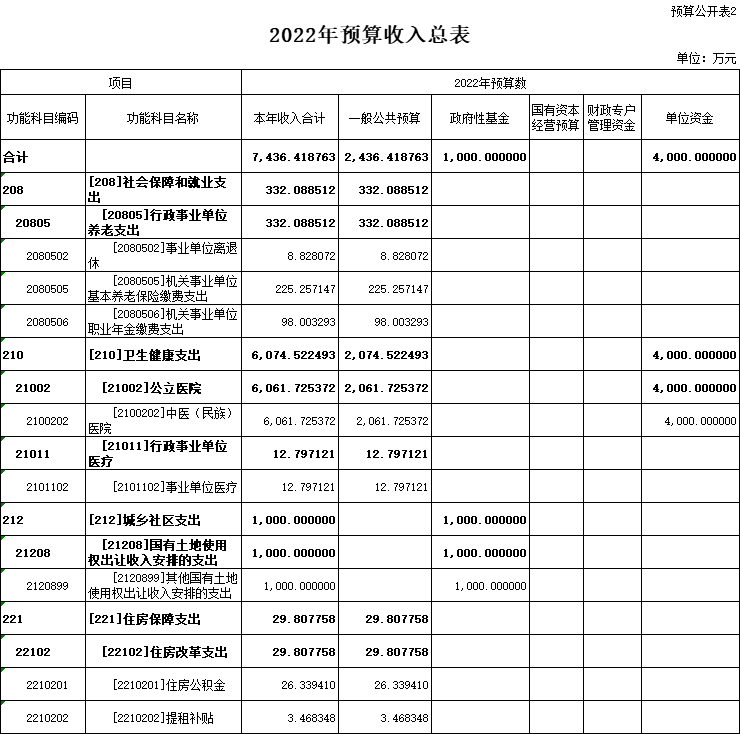 预算公开表2
2022年预算收入总表
单位：万元
项目 2022年预算数
功能科目编码 功能科目名称 本年收入合计 一般公共预算 政府性基金 国有资本 财政专户 单位资金
经营预算 管理资金
合计 7,436.418763 2,436.418763 1,000.000000 4,000.000000
208 [208]社会保障和就业支 332.088512 332.088512
出
20805 [20805]行政事业单位 332.088512 332.088512
养老支出
2080502 [2080502]事业单位离退 8.828072 8.828072
休
2080505 [2080505]机关事业单位 225.257147 225.257147
基本养老保险缴费支出
2080506 [2080506]机关事业单位 98.003293 98.003293
职业年金缴费支出
210 [210]卫生健康支出 6,074.522493 2,074.522493 4,000.000000
21002 [21002]公立医院 6,061.725372 2,061.725372 4,000.000000
2100202 [2100202]中医（民族） 6,061.725372 2,061.725372 4,000.000000
医院
21011 [21011]行政事业单位 12.797121 12.797121
医疗
2101102 [2101102]事业单位医疗 12.797121 12.797121
212 [212]城乡社区支出 1,000.000000 1,000.000000
21208 [21208]国有土地使用 1,000.000000 1,000.000000
权出让收入安排的支出
2120899 [2120899]其他国有土地 1,000.000000 1,000.000000
使用权出让收入安排的支出
221 [221]住房保障支出 29.807758 29.807758
22102 [22102]住房改革支出 29.807758 29.807758
2210201 [2210201]住房公积金 26.339410 26.339410
2210202 [2210202]提租补贴 3.468348 3.468348